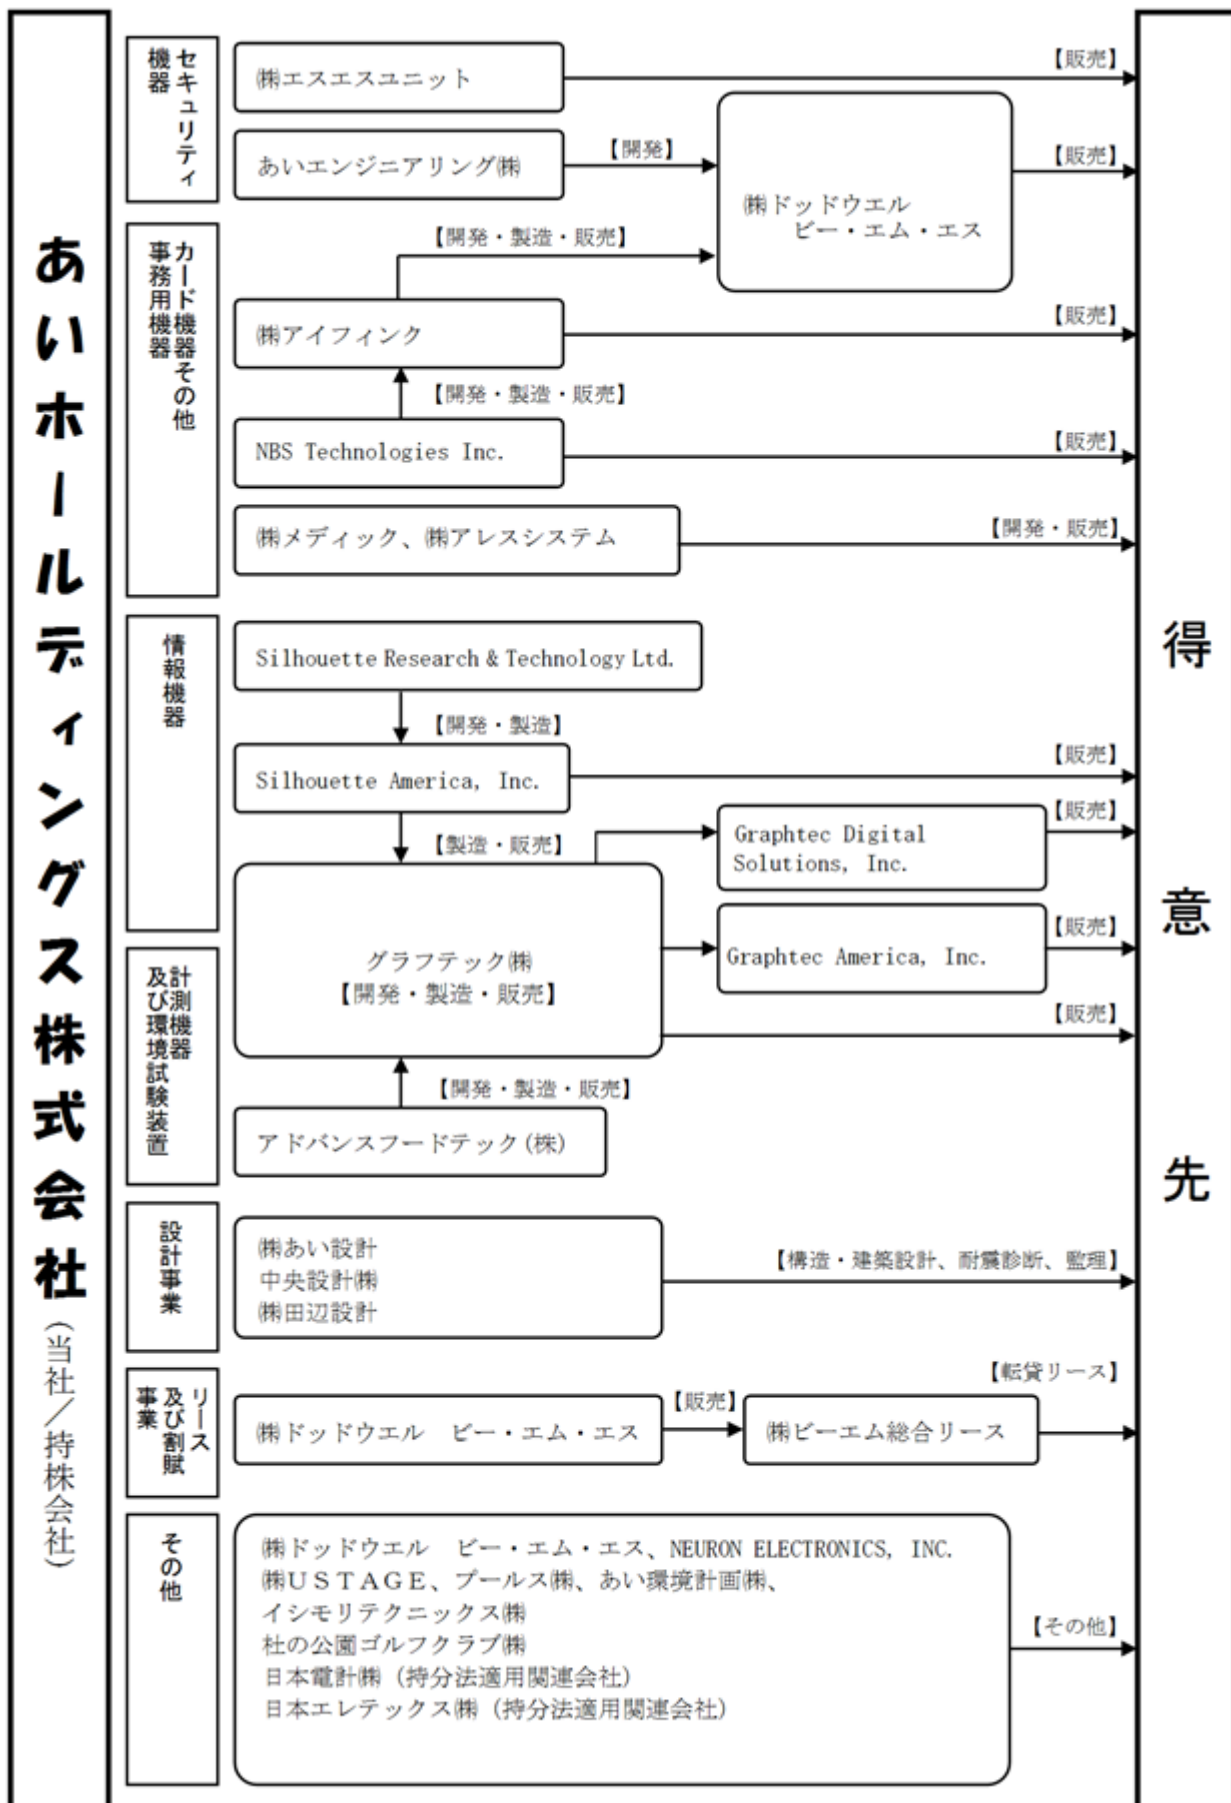 あいホールディングス株式会社(当社/持株会社)
セキュリティ
機器
㈱エスエスユニット
【販売】
あいエンジニアリング㈱
【開発】
㈱ドッドウエル
ビー・エム・エス
【販売】
カード機器その他
事務用機器
【開発・製造・販売】
㈱アイフィンク
【販売】
【開発・製造・販売】
NBS Technologies Inc.
【販売】
㈱メディック、㈱アレスシステム
【開発・販売】
情報機器
Silhouette Research & Technology Ltd.
【開発・製造】
Silhouette America, Inc.
【販売】
【製造・販売】
Graphtec Digital
Solutions, Inc.
【販売】
グラフテック㈱
【開発・製造・販売】
Graphtec America, Inc.
【販売】
【販売】
計測機器
及び環境試験装置
【開発・製造・販売】
アドバンスフードテック(株)
設計事業
㈱あい設計
中央設計㈱
㈱田辺設計
【構造・建築設計、耐震診断、監理】
リース
及び割賦
事業
㈱ドッドウエル ビー・エム・エス
【販売】
㈱ビーエム総合リース
【転貸リース】
その他
㈱ドッドウエル ビー・エム・エス、NEURON ELECTRONICS, INC.
㈱USTAGE、プールス㈱、あい環境計画㈱、
イシモリテクニックス㈱
杜の公園ゴルフクラブ㈱
日本電計㈱(持分法適用関連会社)
日本エレテックス㈱(持分法適用関連会社)
【その他】
得意先